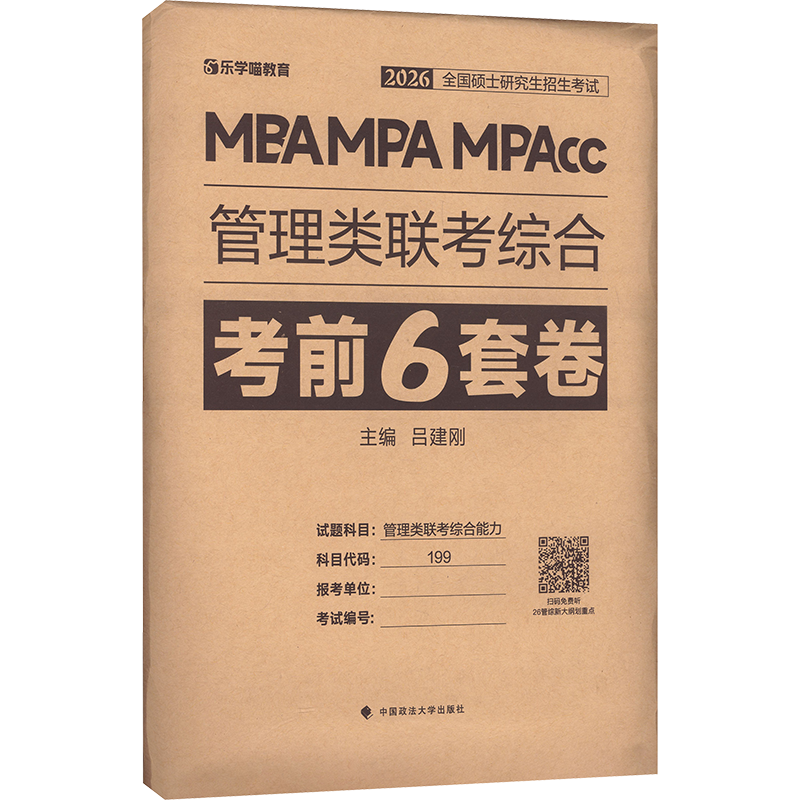 乐学喵教育
2026 全国硕士研究生招生考试
MBA MPA MPAcc
管理类联考综合
考前6套卷
主编 吕建刚
试题科目: 管理类联考综合能力
科目代码: 199
报考单位:
考试编号:
扫码免费听
26管综新大纲划重点
中国政法大学出版社